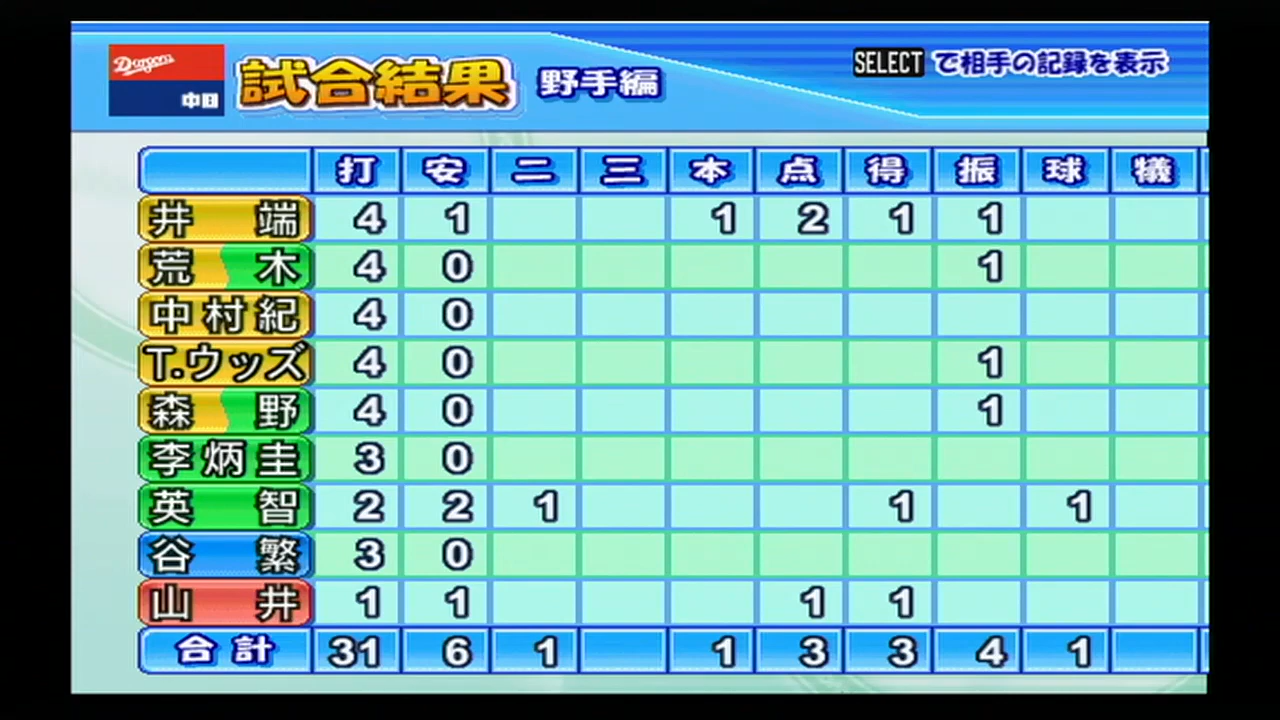 Dragons
中日
試合結果 野手編
SELECT で相手の記録を表示
打 安 二 三 本 点 得 振 球 犠
井端 4 1 1 2 1 1
荒木 4 0 1
中村紀 4 0
T.ウッズ 4 0 1
森野 4 0 1
李炳圭 3 0
英智 2 2 1 1 1
谷繁 3 0
山井 1 1 1 1
合計 31 6 1 1 3 3 4 1